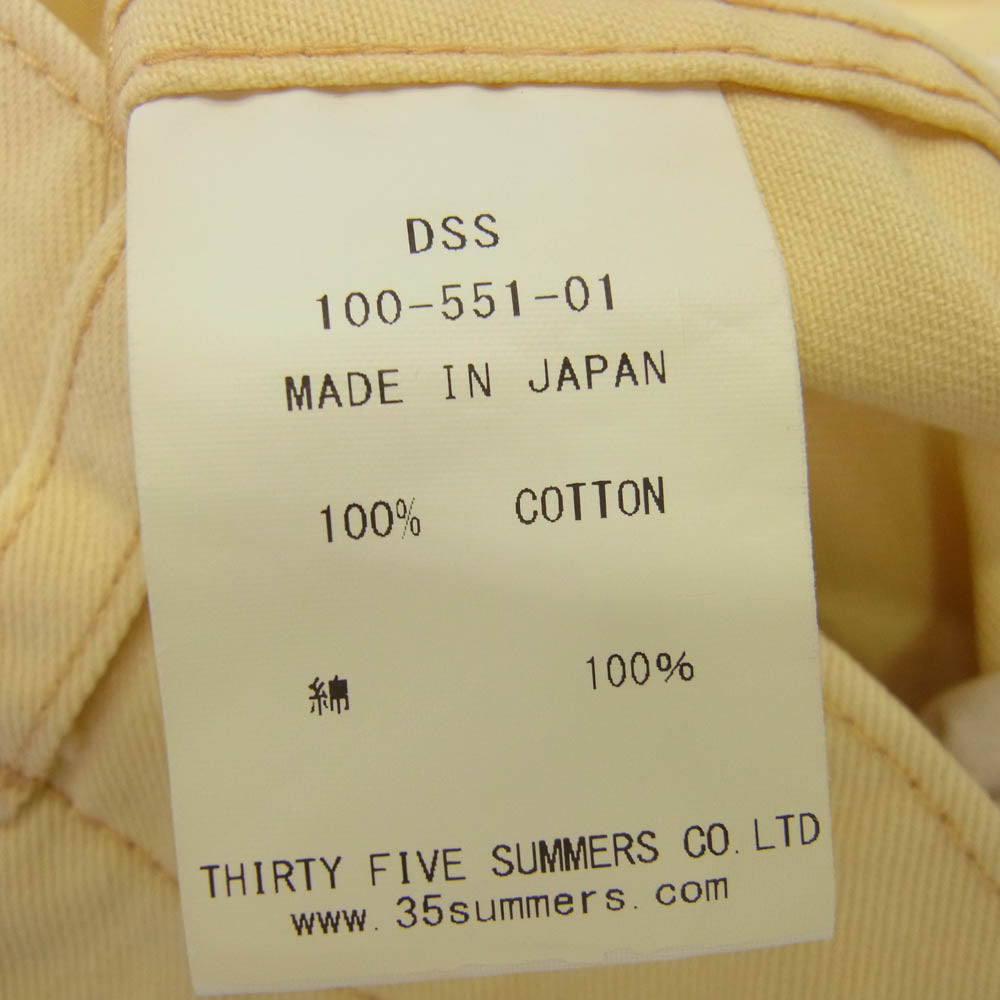 DSS
100-551-01
MADE IN JAPAN
100% COTTON
綿 100%
THIRTY FIVE SUMMERS CO. LTD
www.35summers.com